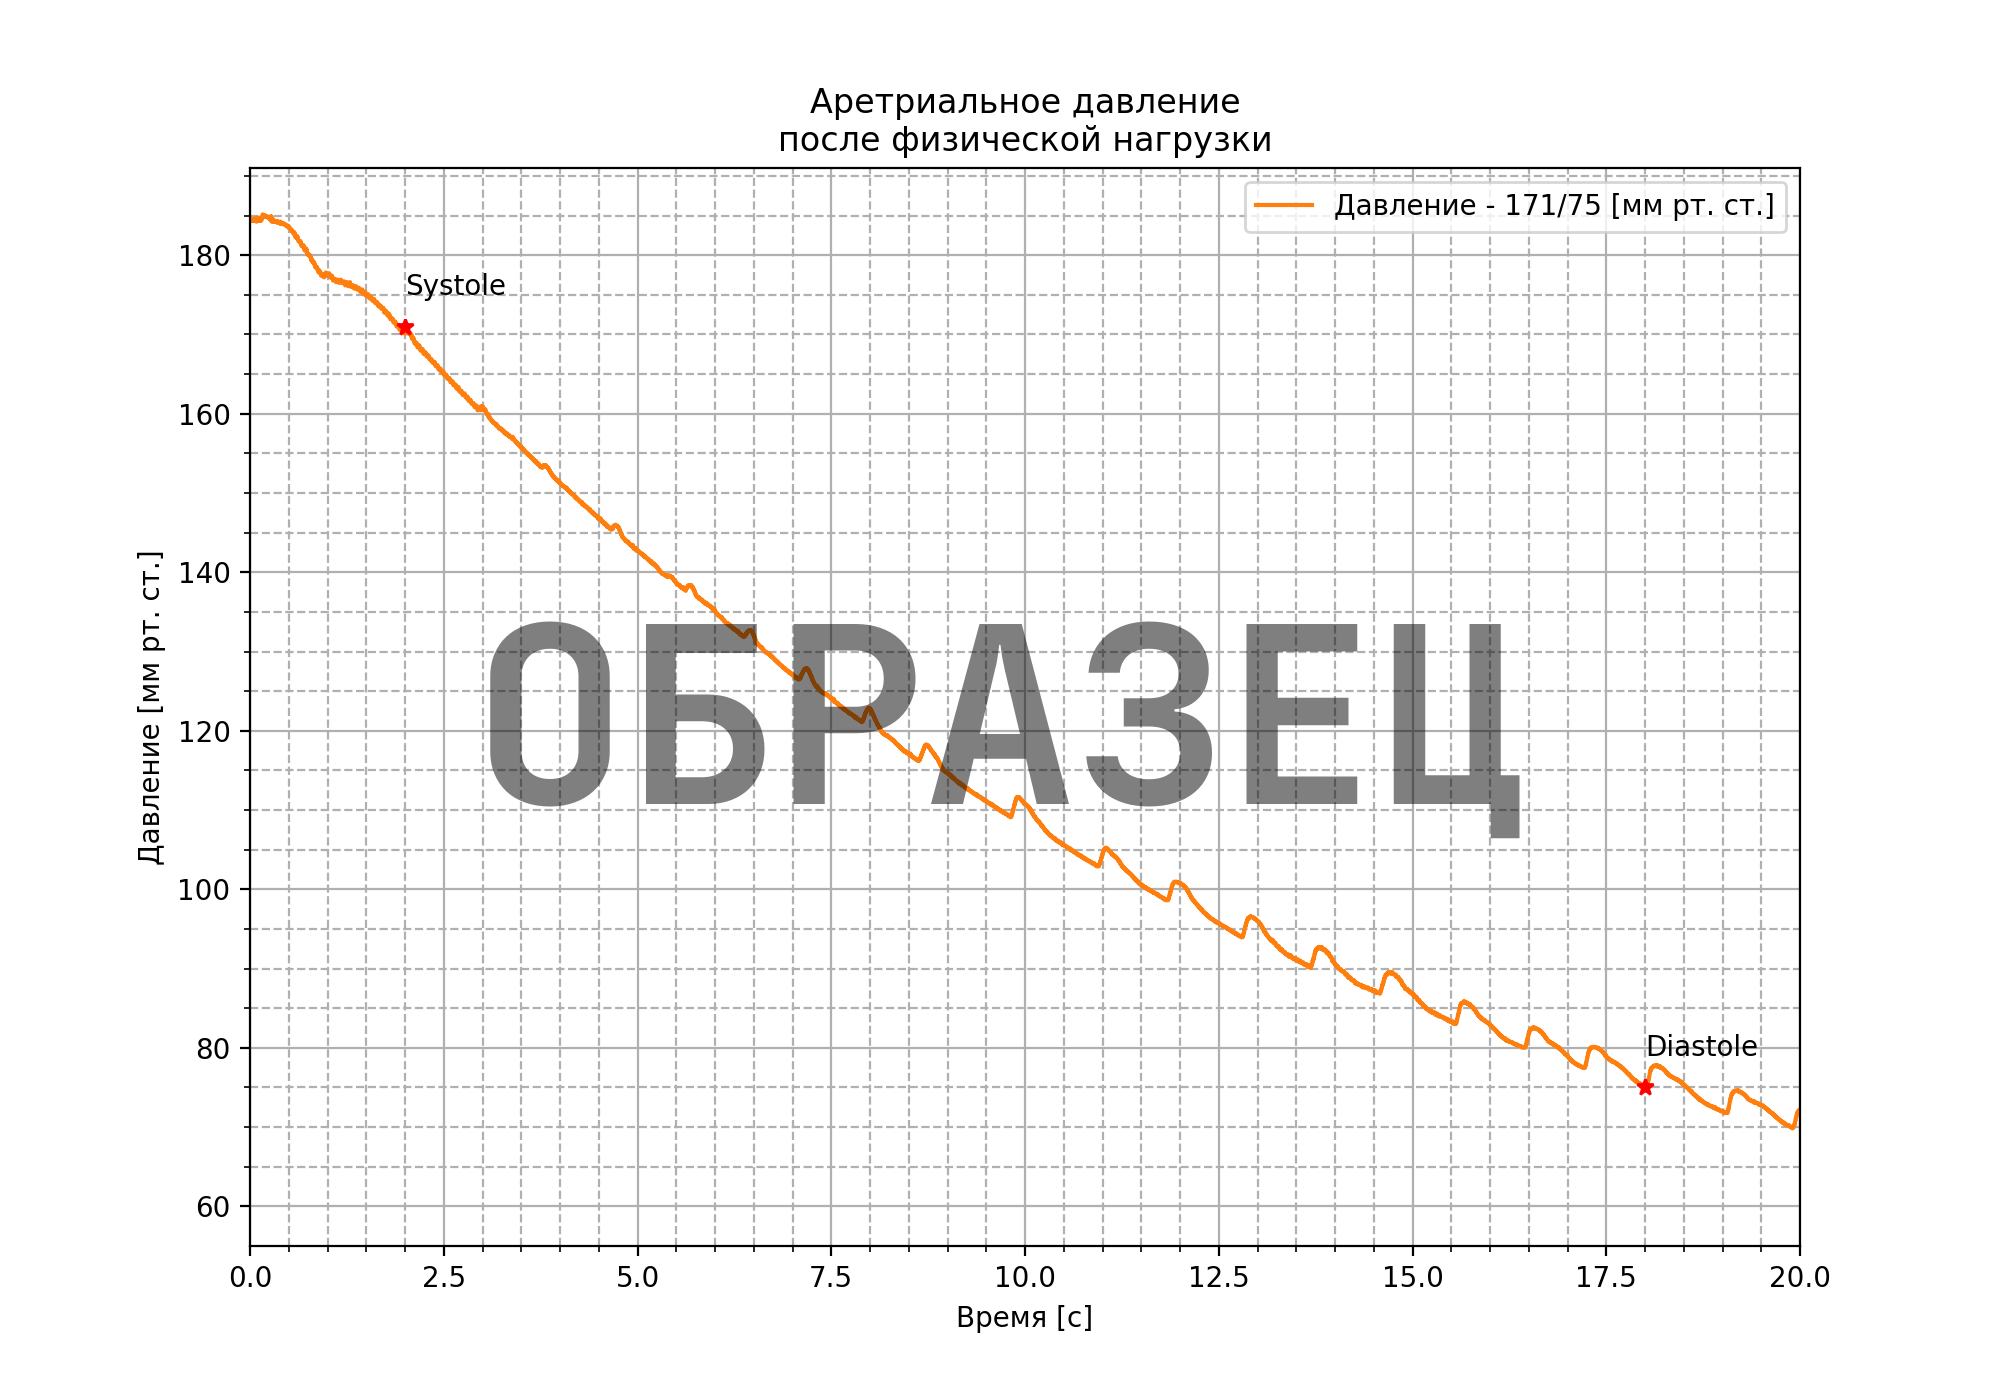 Аретриальное давление
после физической нагрузки
Давление - 171/75 [мм рт. ст.]
Systole
Diastole
ОБРАЗЕЦ
Давление [мм рт. ст.]
180
160
140
120
100
80
60
0.0 2.5 5.0 7.5 10.0 12.5 15.0 17.5 20.0
Время [с]